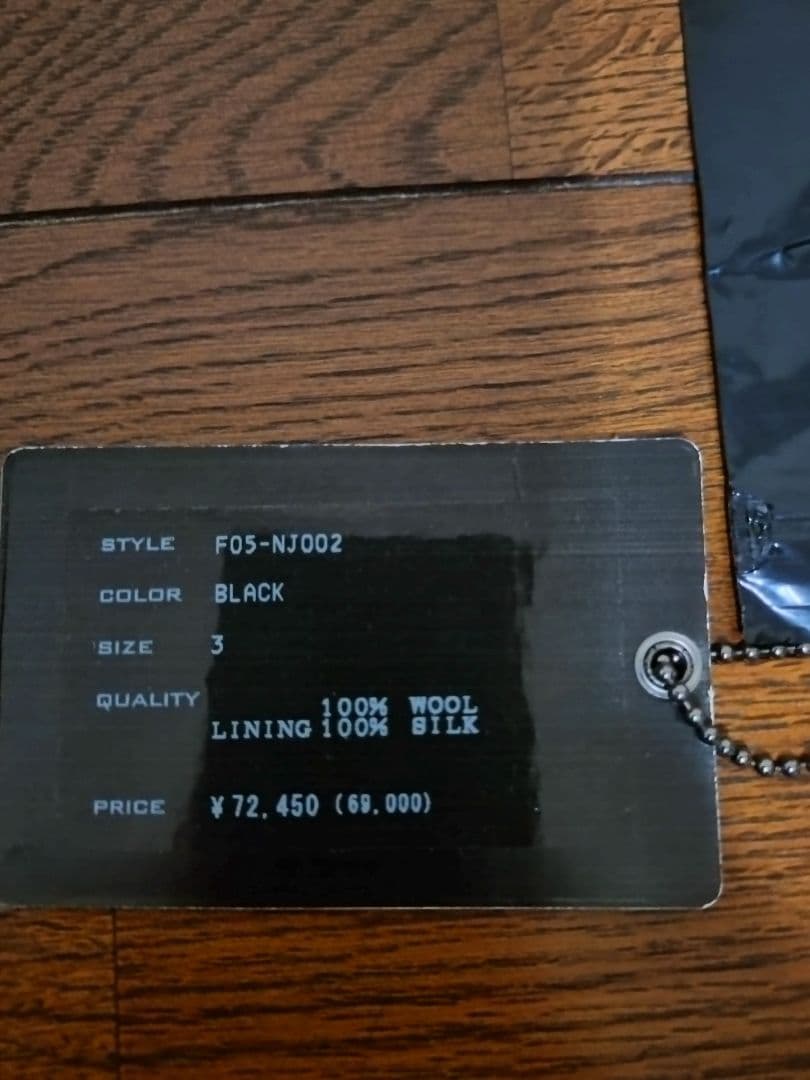 STYLE F05-NJ002
COLOR BLACK
SIZE 3
QUALITY
100% WOOL
LINING 100% SILK
PRICE ¥72,450 (69,000)